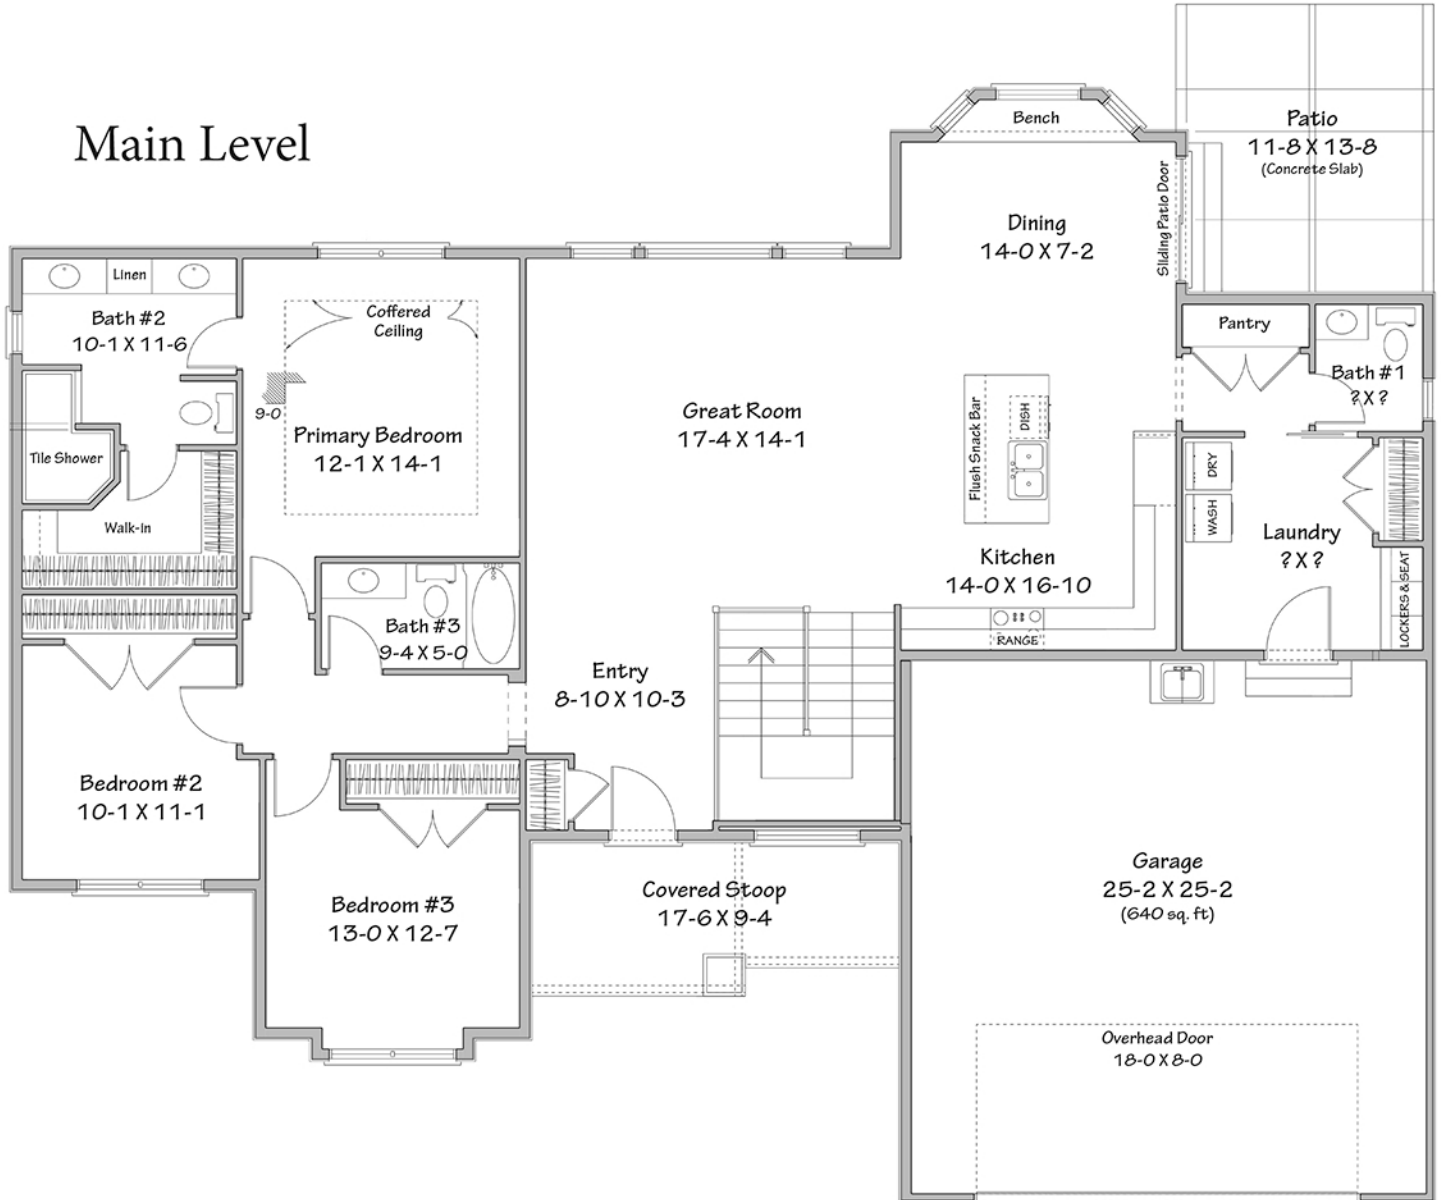 Main Level
Bench
Patio
11-8 X 13-8
(Concrete Slab)
Sliding Patio Door
Dining
14-0 X 7-2
Linen
Bath #2
10-1 X 11-6
Coffered
Ceiling
9-0
Primary Bedroom
12-1 X 14-1
Tile Shower
Walk-in
Great Room
17-4 X 14-1
Flush Snack Bar
DISH
Pantry
Bath #1
? X ?
DRY
WASH
Laundry
? X ?
LOCKERS & SEAT
Kitchen
14-0 X 16-10
RANGE
Bath #3
9-4 X 5-0
Entry
8-10 X 10-3
Bedroom #2
10-1 X 11-1
Bedroom #3
13-0 X 12-7
Covered Stoop
17-6 X 9-4
Garage
25-2 X 25-2
(640 sq. ft)
Overhead Door
18-0 X 8-0